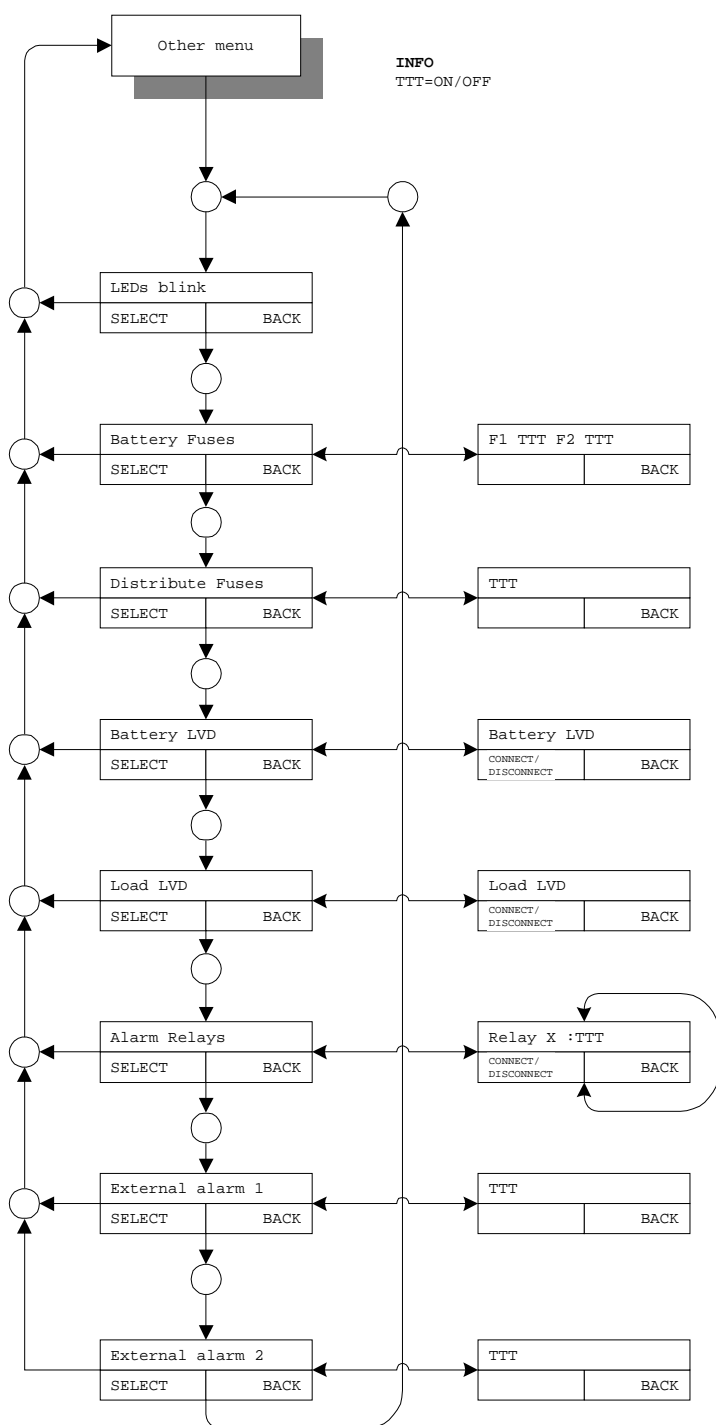 Other menu
INFO
TTT=ON/OFF
LEDs blink
SELECT BACK
Battery Fuses
SELECT BACK
F1 TTT F2 TTT
BACK
Distribute Fuses
SELECT BACK
TTT
BACK
Battery LVD
SELECT BACK
Battery LVD
CONNECT/
DISCONNECT
BACK
Load LVD
SELECT BACK
Load LVD
CONNECT/
DISCONNECT
BACK
Alarm Relays
SELECT BACK
Relay X :TTT
CONNECT/
DISCONNECT
BACK
External alarm 1
SELECT BACK
TTT
BACK
External alarm 2
SELECT BACK
TTT
BACK